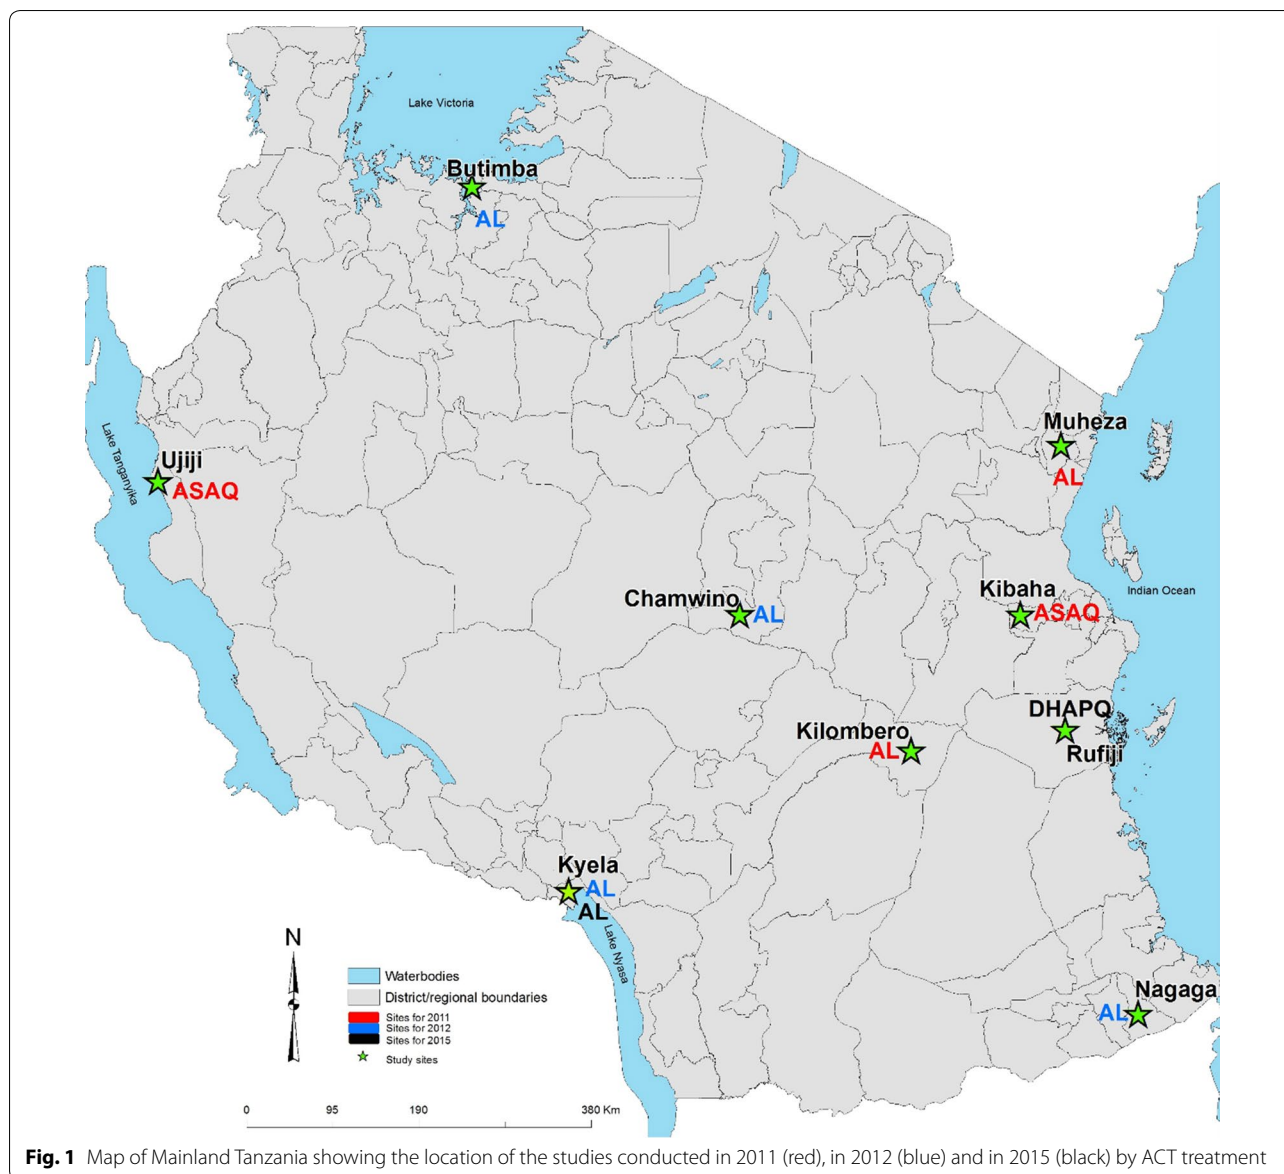 Lake Victoria
Butimba
AL
Muheza
AL
Lake Tanganyika
Ujiji
ASAQ
Kibaha
ASAQ
Indian Ocean
Chamwino
AL
DHAPQ
Rufiji
Kilombero
AL
Kyela
AL
AL
Lake Nyasa
Nagaga
AL
N
Waterbodies
District/regional boundaries
Sites for 2011
Sites for 2012
Sites for 2015
Study sites
0 95 190 380 Km
Fig. 1 Map of Mainland Tanzania showing the location of the studies conducted in 2011 (red), in 2012 (blue) and in 2015 (black) by ACT treatment